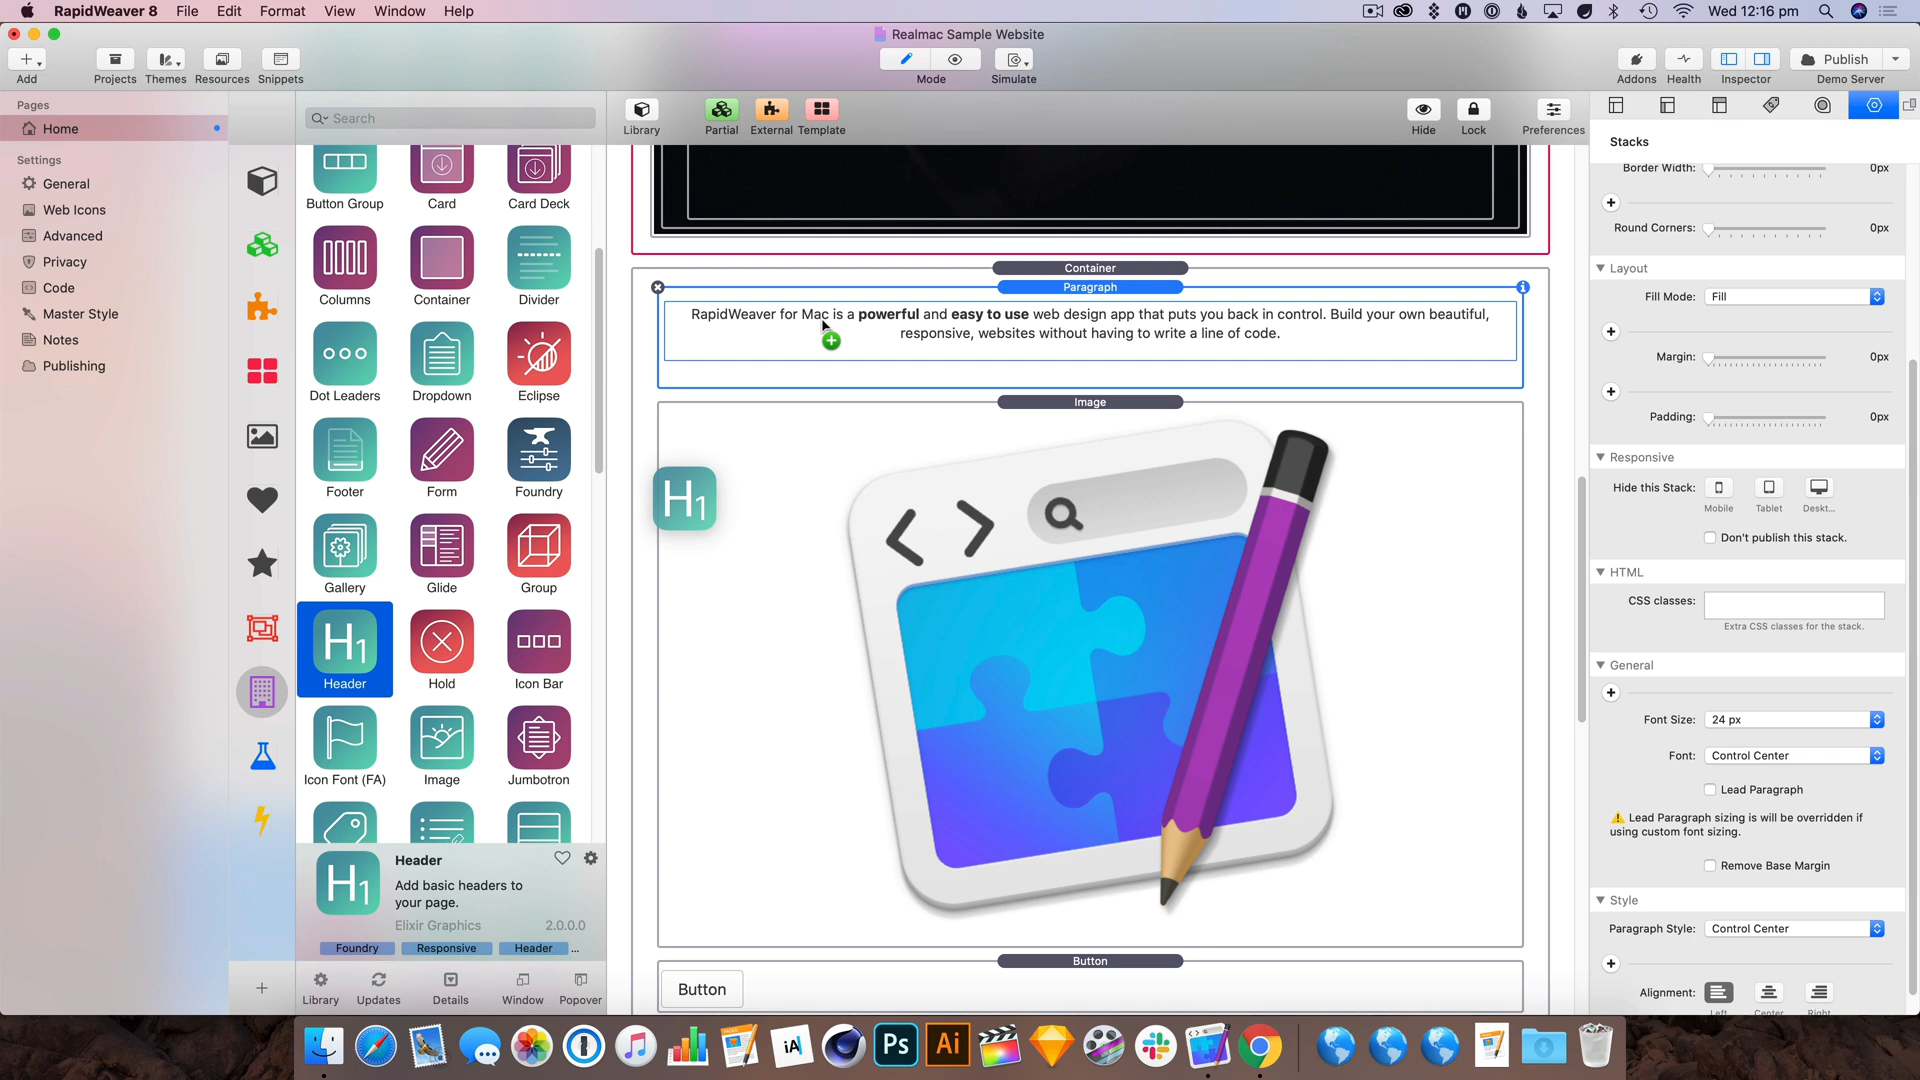 RapidWeaver 8 File Edit Format View Window Help
Wed 12:16 pm
Realmac Sample Website
Add Projects Themes Resources Snippets
Mode Simulate
Publish
Addons Health Inspector Demo Server
Pages
Home
Settings
General
Web Icons
Advanced
Privacy
Code
Master Style
Notes
Publishing
Search
Button Group Card Card Deck
Columns Container Divider
Dot Leaders Dropdown Eclipse
Footer Form Foundry
Gallery Glide Group
H1
Header Hold Icon Bar
Icon Font (FA) Image Jumbotron
H1
Header
Add basic headers to
your page.
Elixir Graphics 2.0.0.0
Foundry Responsive Header ...
Library Updates Details Window Popover
Library Partial External Template Hide Lock Preferences
Container
Paragraph
RapidWeaver for Mac is a powerful and easy to use web design app that puts you back in control. Build your own beautiful,
responsive, websites without having to write a line of code.
Image
H1
Button
Button
Stacks
Border Width: 0px
Round Corners: 0px
Layout
Fill Mode: Fill
Margin: 0px
Padding: 0px
Responsive
Hide this Stack:
Mobile Tablet Deskt...
Don't publish this stack.
HTML
CSS classes:
Extra CSS classes for the stack.
General
Font Size: 24 px
Font: Control Center
Lead Paragraph
Lead Paragraph sizing is will be overridden if
using custom font sizing.
Remove Base Margin
Style
Paragraph Style: Control Center
Alignment:
Left Center Right
iA Ps Ai